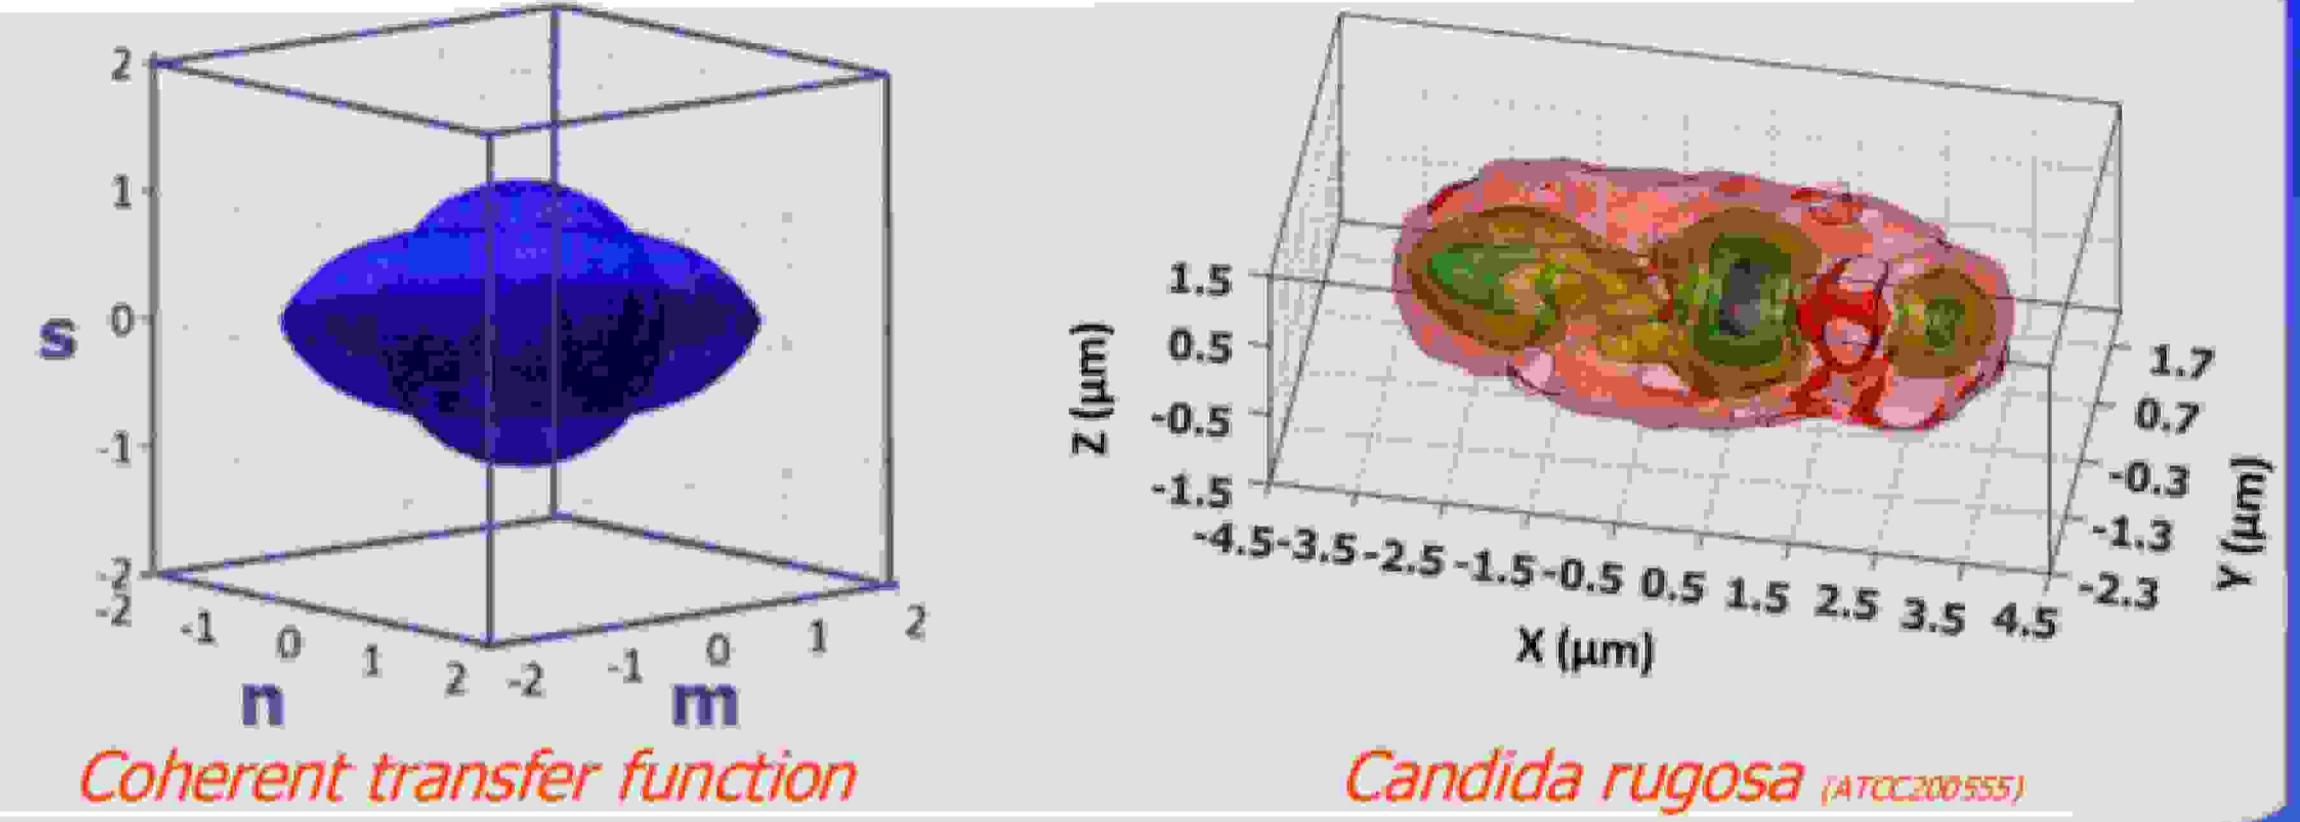 2
1
0
-1
-2
s
-2 -1 0 1 2
n
-2 -1 0 1 2
m
Coherent transfer function
1.5
0.5
-0.5
-1.5
Z (µm)
-4.5 -3.5 -2.5 -1.5 -0.5 0.5 1.5 2.5 3.5 4.5
X (µm)
1.7
0.7
-0.3
-1.3
-2.3
Y (µm)
Candida rugosa (ATCC200555)